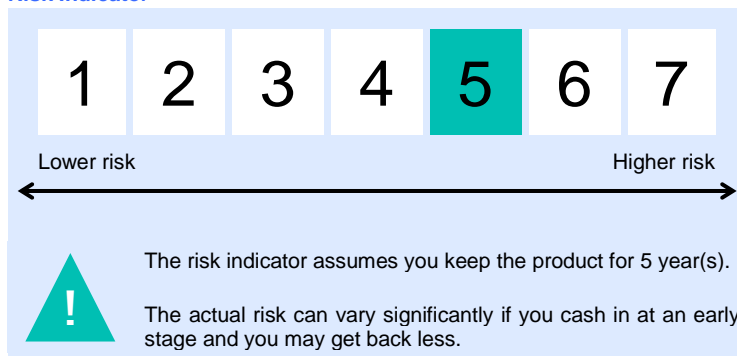 Risk Indicator
1 2 3 4 5 6 7
Lower risk Higher risk
!
The risk indicator assumes you keep the product for 5 year(s).
The actual risk can vary significantly if you cash in at an early
stage and you may get back less.